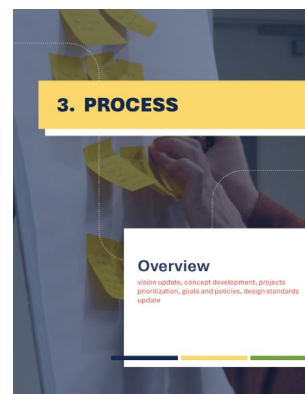 3. PROCESS
Overview
vision update, concept development, projects
prioritization, goals and policies, design standards
update